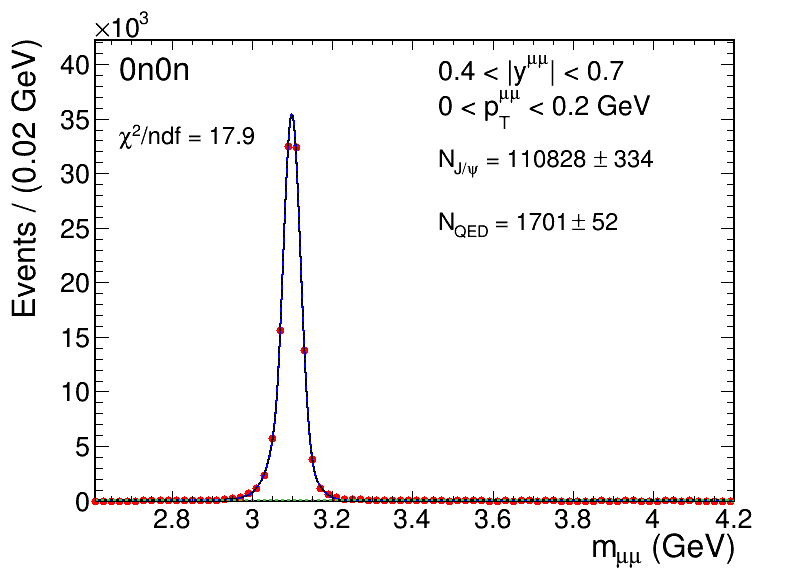 ×10³
0n0n
0.4 < |y^μμ| < 0.7
0 < p_T^μμ < 0.2 GeV
χ²/ndf = 17.9
N_J/ψ = 110828 ± 334
N_QED = 1701 ± 52
Events / (0.02 GeV)
40
35
30
25
20
15
10
5
0
2.8 3 3.2 3.4 3.6 3.8 4 4.2
m_μμ (GeV)